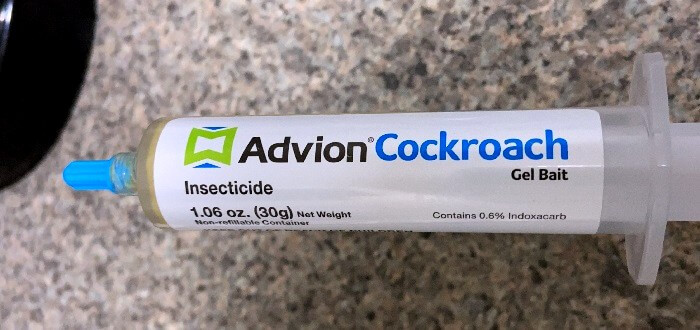 Advion® Cockroach
Gel Bait
Insecticide
1.06 oz. (30g) Net Weight
Non-refillable Container
Contains 0.6% Indoxacarb